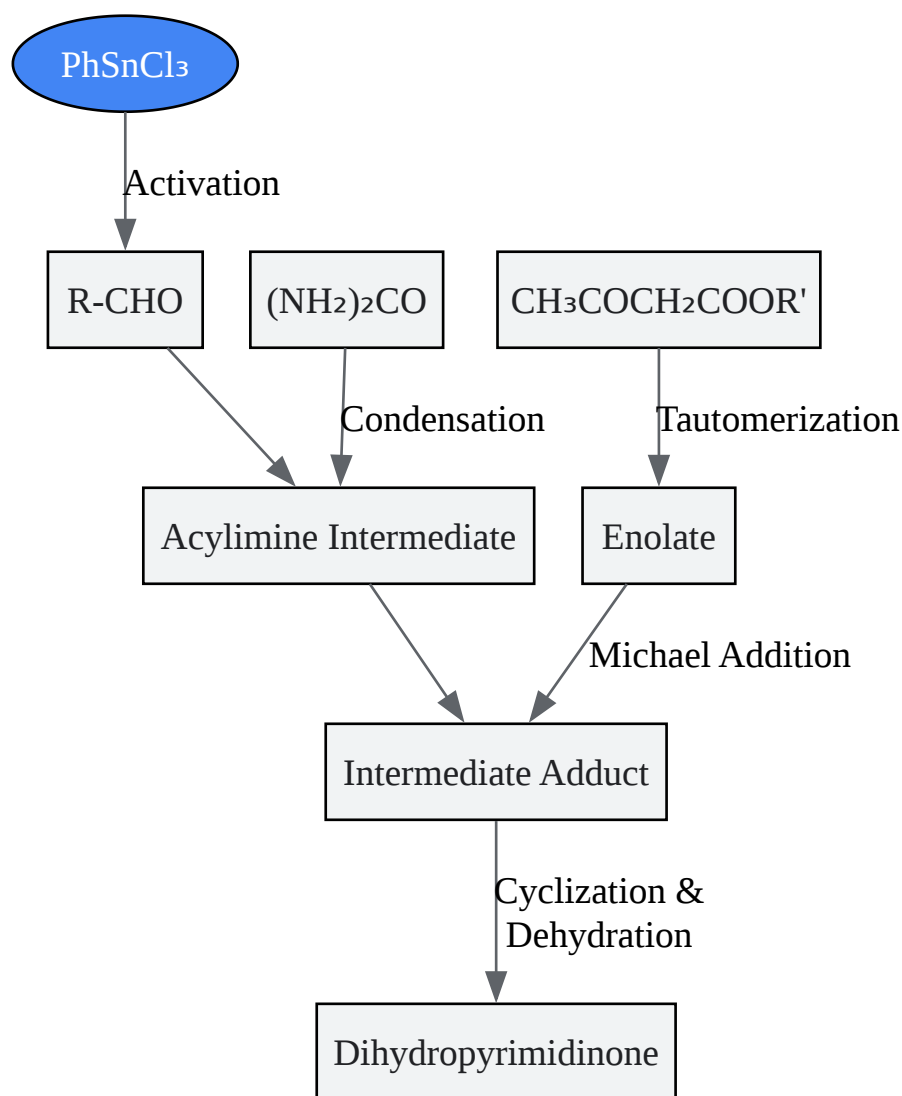 PhSnCl₃
Activation
R-CHO
(NH₂)₂CO
CH₃COCH₂COOR'
Condensation
Tautomerization
Acylimine Intermediate
Enolate
Michael Addition
Intermediate Adduct
Cyclization &
Dehydration
Dihydropyrimidinone